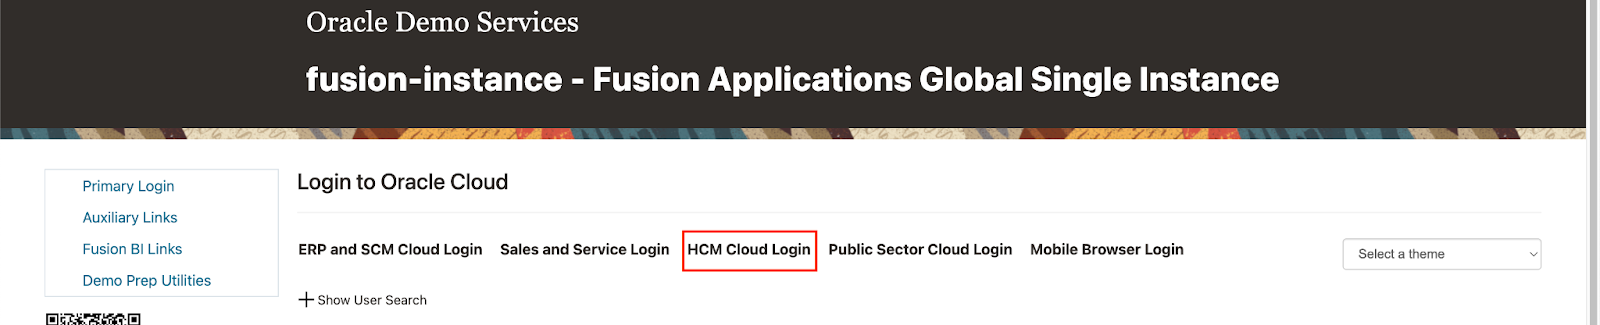 Oracle Demo Services
fusion-instance - Fusion Applications Global Single Instance
Primary Login
Auxiliary Links
Fusion BI Links
Demo Prep Utilities
Login to Oracle Cloud
ERP and SCM Cloud Login Sales and Service Login HCM Cloud Login Public Sector Cloud Login Mobile Browser Login
Select a theme
Show User Search